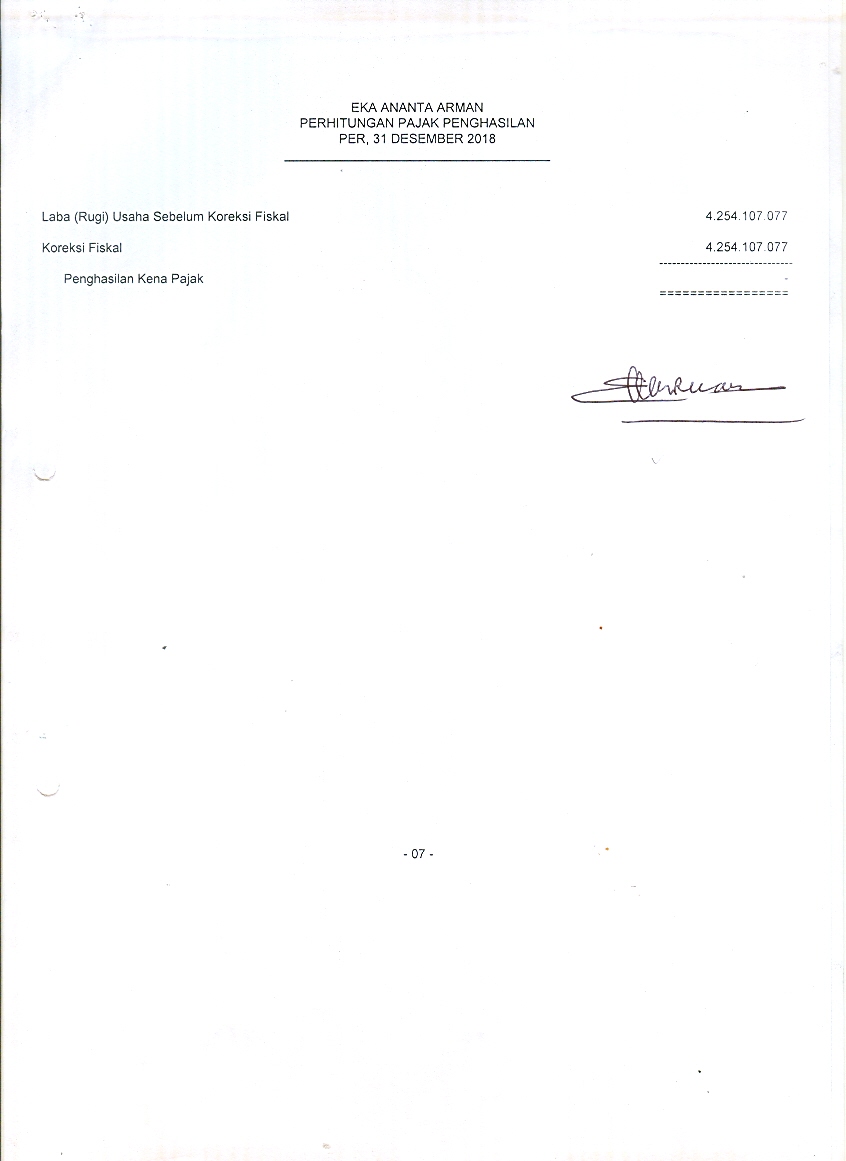 EKA ANANTA ARMAN
PERHITUNGAN PAJAK PENGHASILAN
PER, 31 DESEMBER 2018
Laba (Rugi) Usaha Sebelum Koreksi Fiskal 4.254.107.077
Koreksi Fiskal 4.254.107.077
-------------------------------
Penghasilan Kena Pajak -
=================
- 07 -